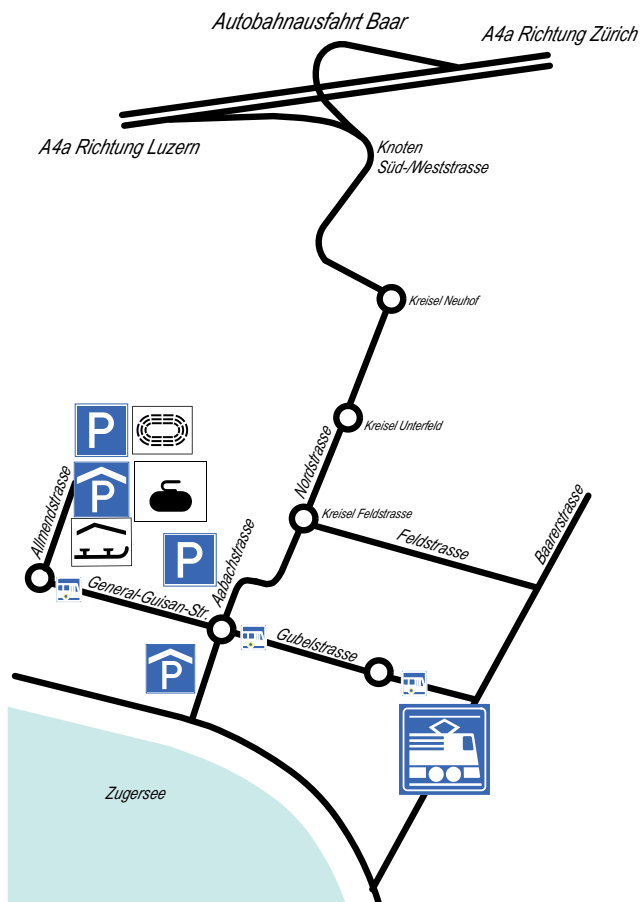 Autobahnausfahrt Baar
A4a Richtung Zürich
A4a Richtung Luzern
Knoten
Süd-/Weststrasse
Kreisel Neuhof
Kreisel Unterfeld
Nordstrasse
Kreisel Feldstrasse
Feldstrasse
Baarerstrasse
P
P
Allmendstrasse
P
Aabachstrasse
General-Guisan-Str.
Gubelstrasse
P
Zugersee